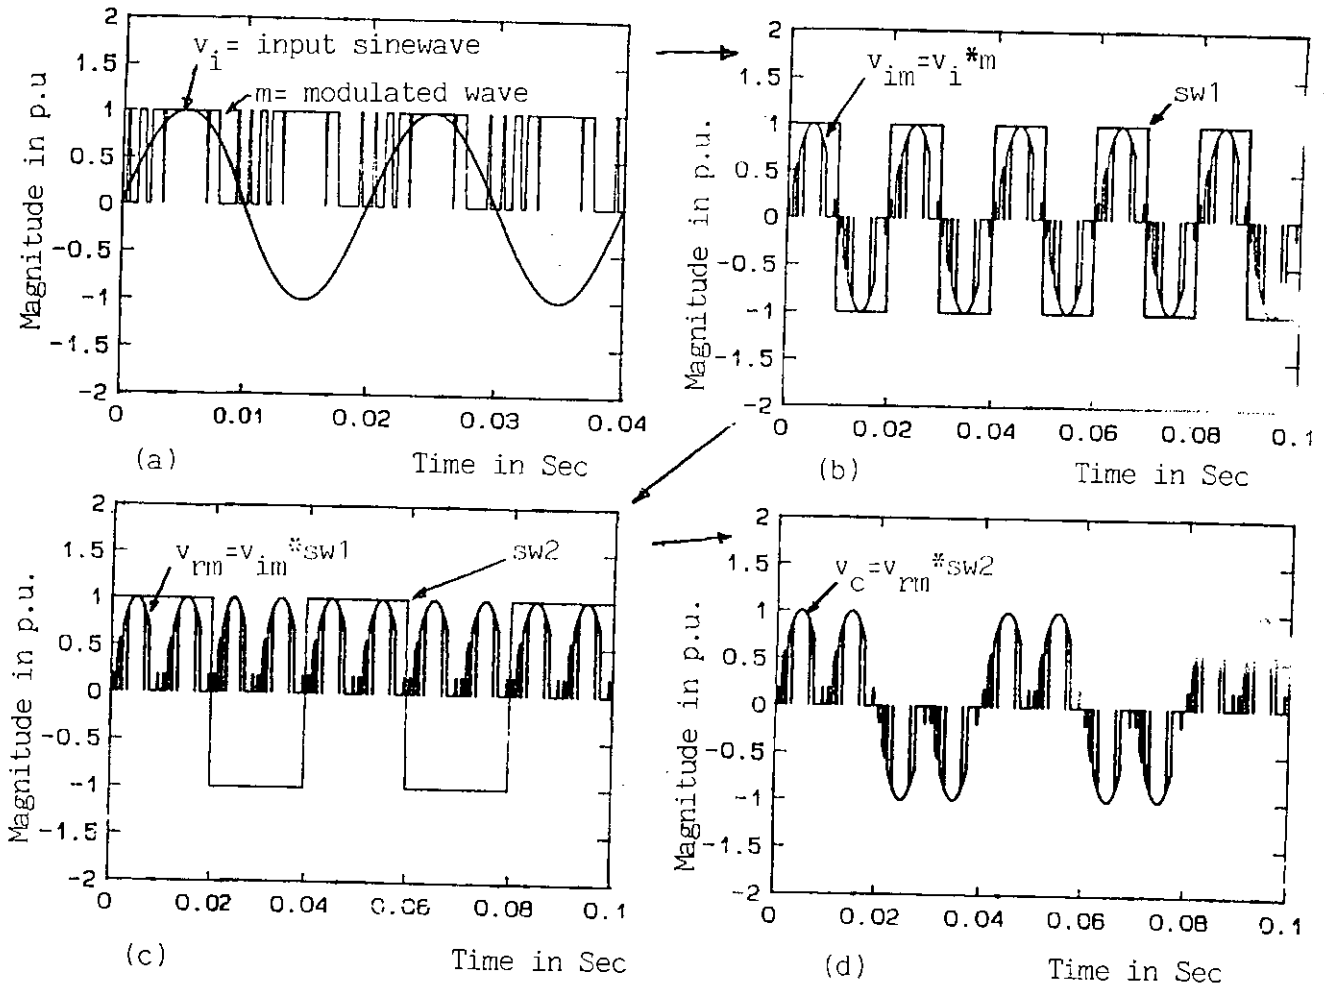 2
1.5
1
0.5
0
-0.5
-1
-1.5
-2
Magnitude in p.u
v_i= input sinewave
m= modulated wave
0 0.01 0.02 0.03 0.04
(a) Time in Sec
2
1.5
1
0.5
0
-0.5
-1
-1.5
-2
Magnitude in p.u.
v_im=v_i*m
sw1
0 0.02 0.04 0.06 0.08 0.1
(b) Time in Sec
2
1.5
1
0.5
0
-0.5
-1
-1.5
-2
Magnitude in p.u.
v_rm=v_im*sw1
sw2
0 0.02 0.04 0.06 0.08 0.1
(c) Time in Sec
2
1.5
1
0.5
0
-0.5
-1
-1.5
-2
Magnitude in p.u.
v_c=v_rm*sw2
0 0.02 0.04 0.06 0.08 0.1
(d) Time in Sec